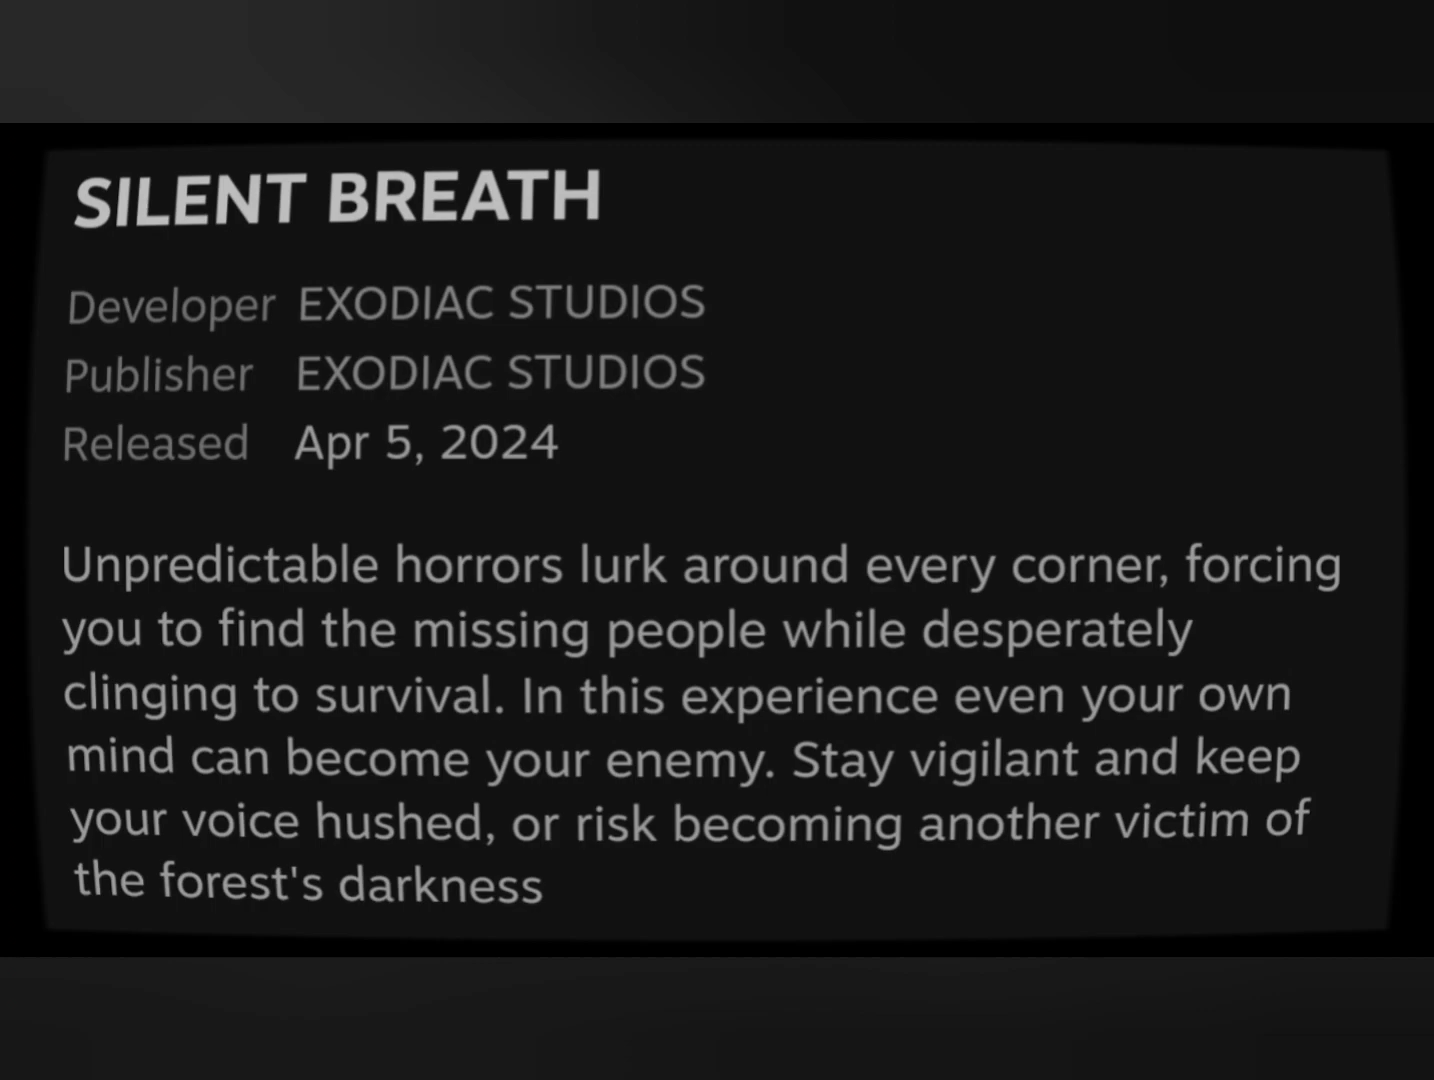 SILENT BREATH
Developer EXODIAC STUDIOS
Publisher EXODIAC STUDIOS
Released Apr 5, 2024
Unpredictable horrors lurk around every corner, forcing
you to find the missing people while desperately
clinging to survival. In this experience even your own
mind can become your enemy. Stay vigilant and keep
your voice hushed, or risk becoming another victim of
the forest's darkness